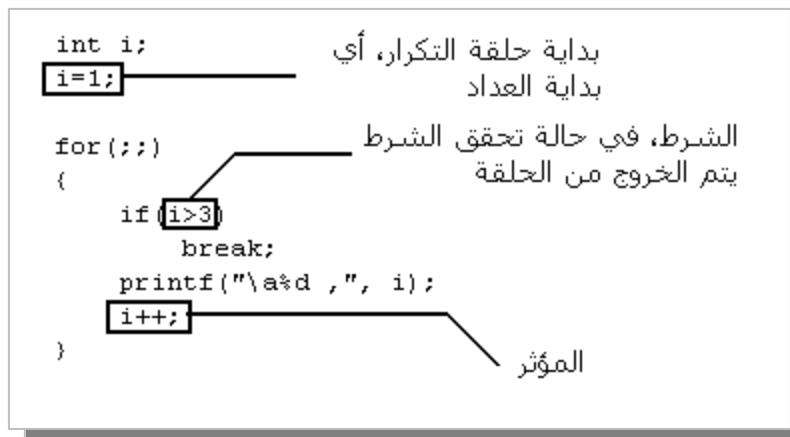 int i;
i=1;
بداية حلقة التكرار، أي
بداية العداد
for(;;)
{
الشرط، في حالة تحقق الشرط
يتم الخروج من الحلقة
if(i>3)
break;
printf("\a%d ,", i);
i++;
}
المؤثر